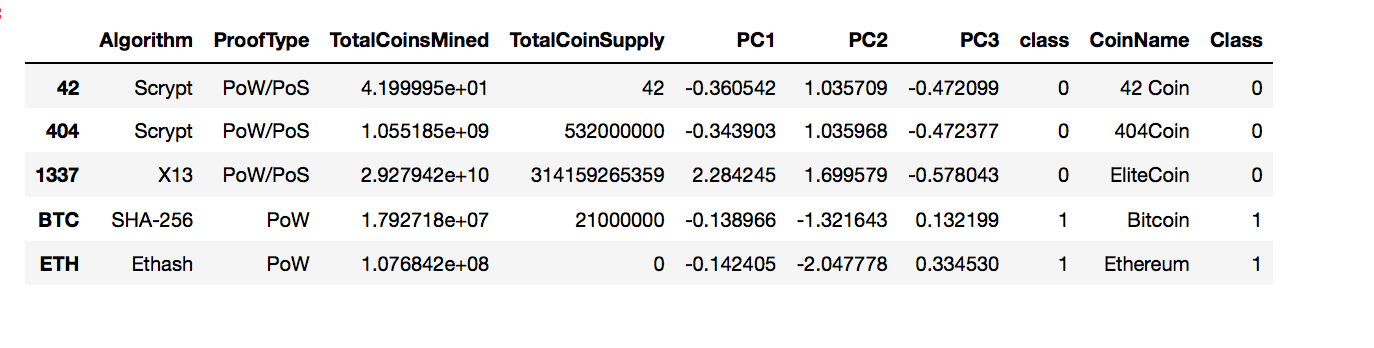 Algorithm ProofType TotalCoinsMined TotalCoinSupply PC1 PC2 PC3 class CoinName Class
42 Scrypt PoW/PoS 4.199995e+01 42 -0.360542 1.035709 -0.472099 0 42 Coin 0
404 Scrypt PoW/PoS 1.055185e+09 532000000 -0.343903 1.035968 -0.472377 0 404Coin 0
1337 X13 PoW/PoS 2.927942e+10 314159265359 2.284245 1.699579 -0.578043 0 EliteCoin 0
BTC SHA-256 PoW 1.792718e+07 21000000 -0.138966 -1.321643 0.132199 1 Bitcoin 1
ETH Ethash PoW 1.076842e+08 0 -0.142405 -2.047778 0.334530 1 Ethereum 1